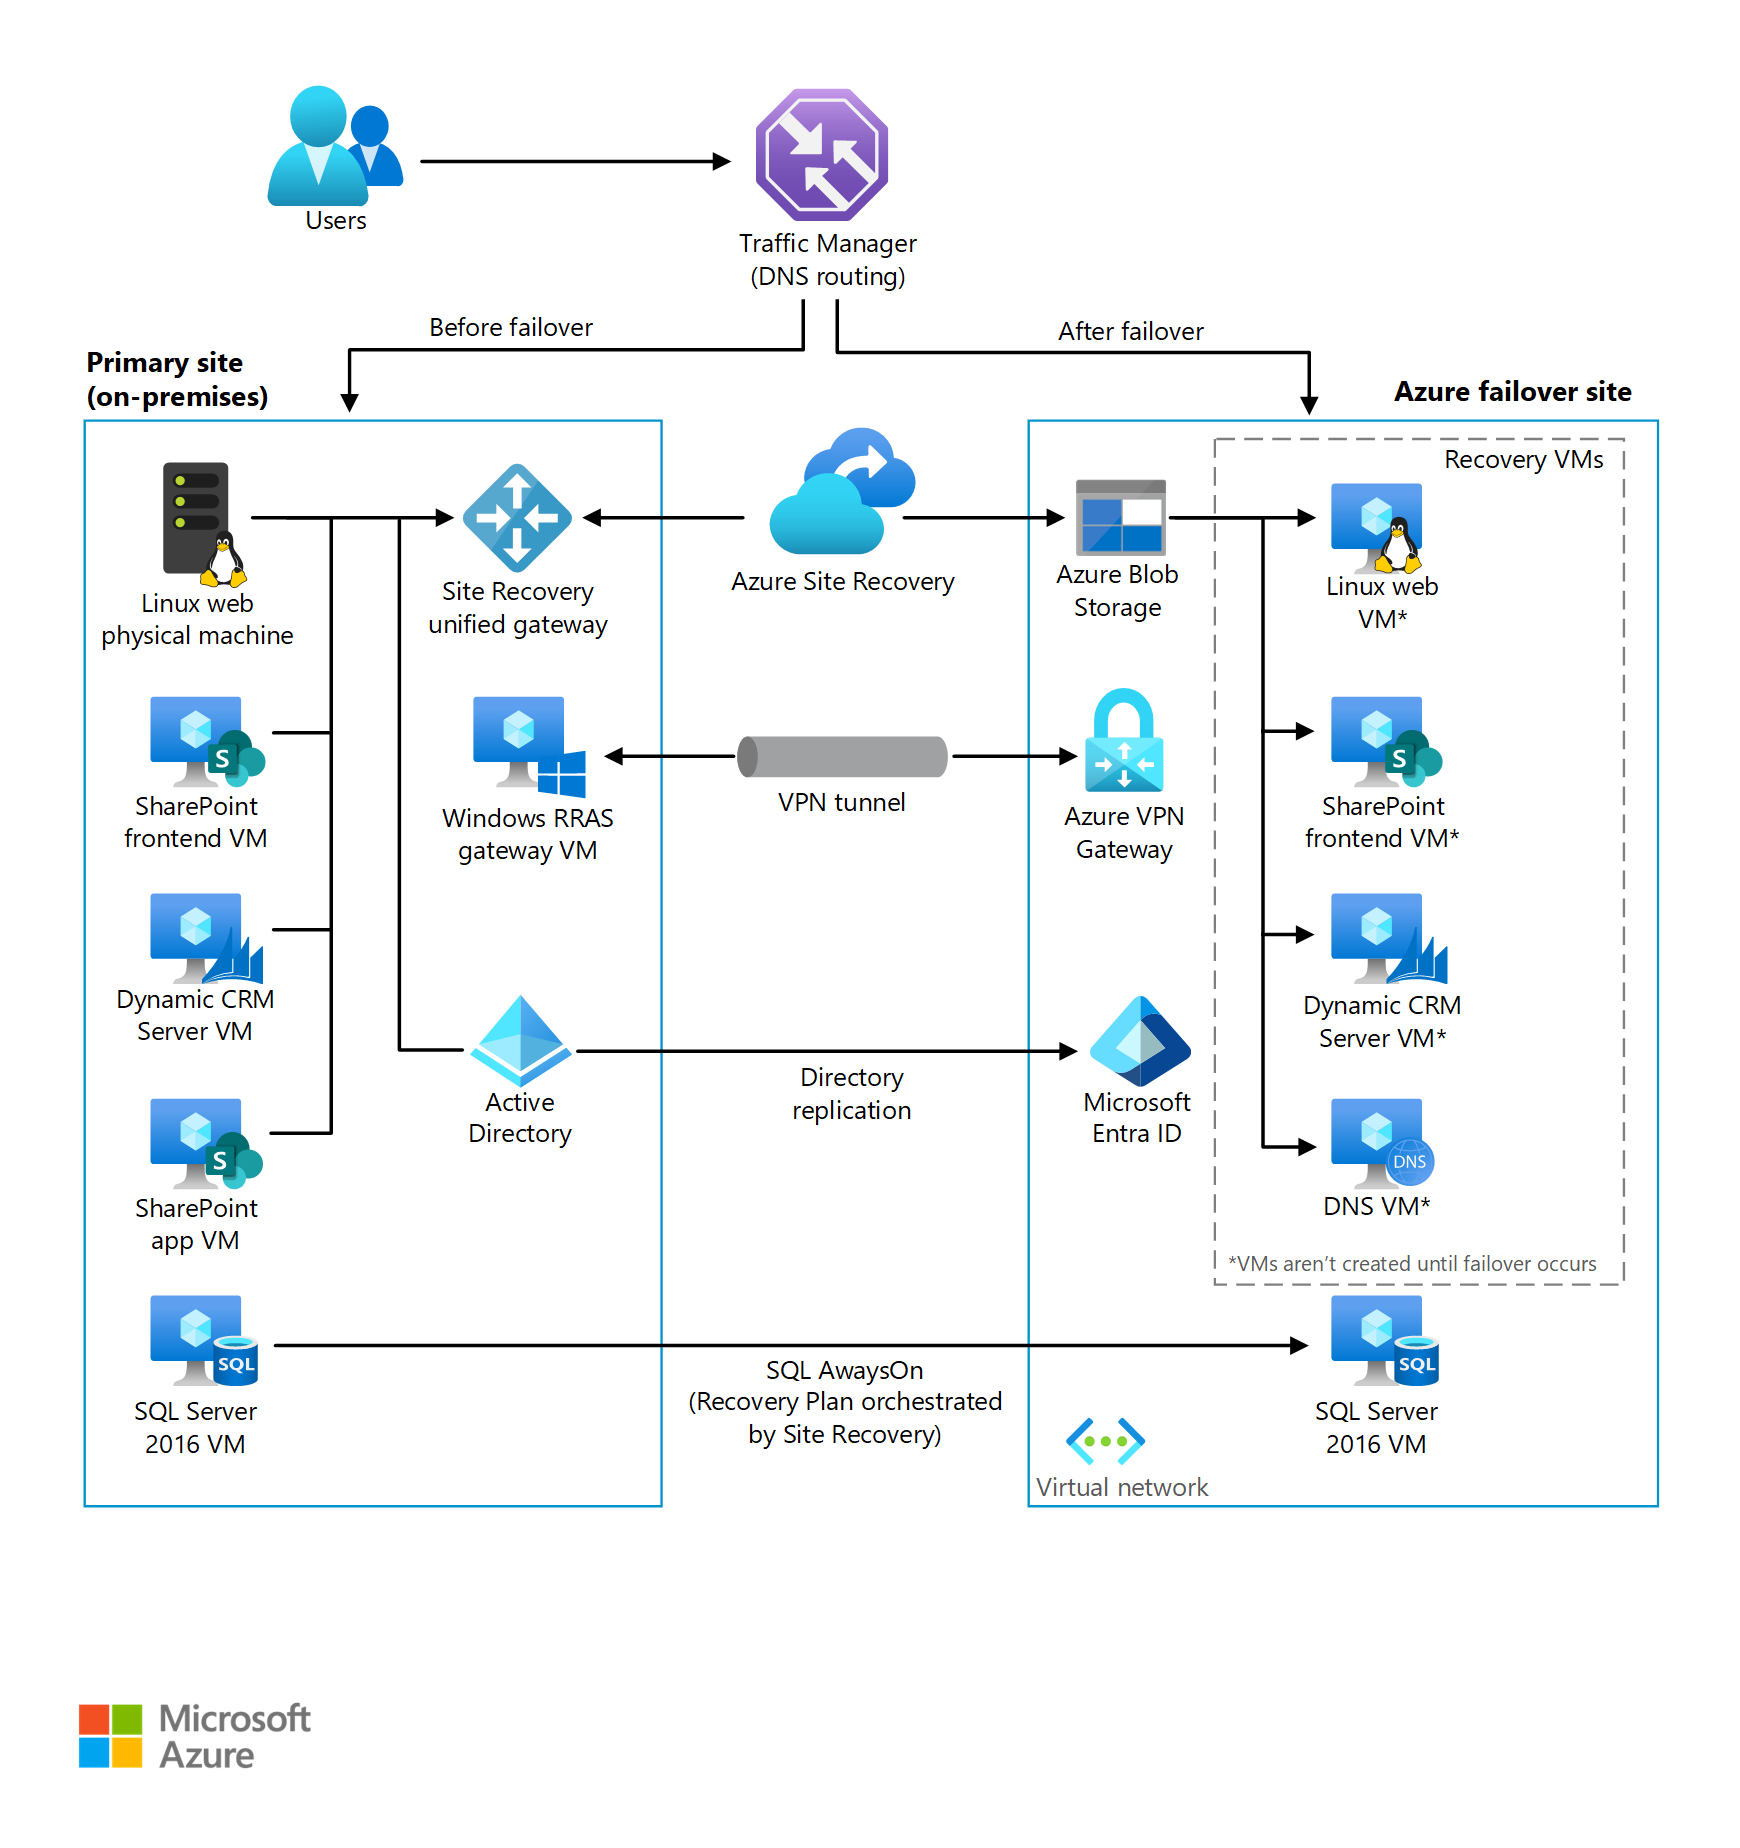 Users
Traffic Manager
(DNS routing)
Before failover
After failover
Primary site
(on-premises)
Azure failover site
Recovery VMs
Linux web
physical machine
Site Recovery
unified gateway
Azure Site Recovery
Azure Blob
Storage
Linux web
VM*
S
SharePoint
frontend VM
Windows RRAS
gateway VM
VPN tunnel
Azure VPN
Gateway
S
SharePoint
frontend VM*
Dynamic CRM
Server VM
Dynamic CRM
Server VM*
Active
Directory
Directory
replication
Microsoft
Entra ID
S
SharePoint
app VM
DNS
DNS VM*
*VMs aren't created until failover occurs
SQL
SQL Server
2016 VM
SQL AwaysOn
(Recovery Plan orchestrated
by Site Recovery)
SQL
SQL Server
2016 VM
Virtual network
Microsoft
Azure